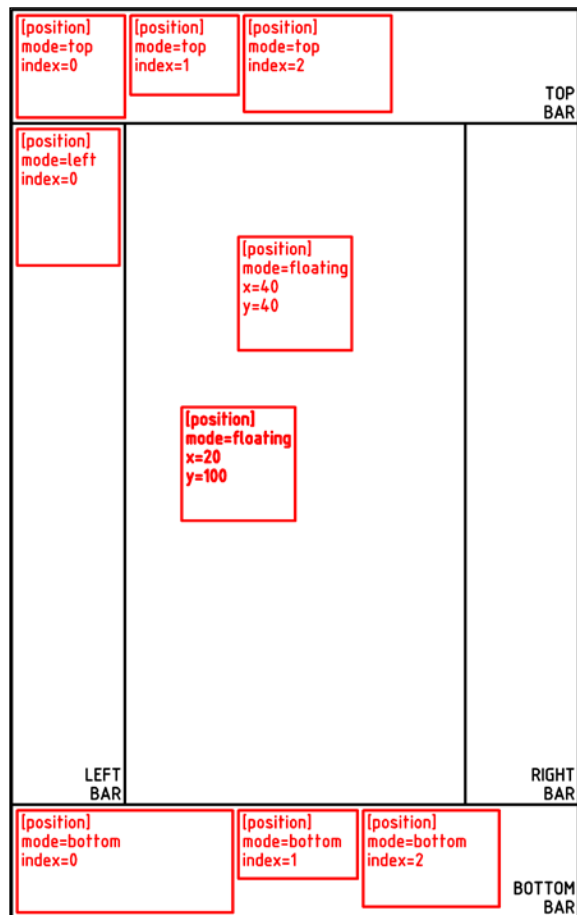 [position]
mode=top
index=0
[position]
mode=top
index=1
[position]
mode=top
index=2
TOP
BAR
[position]
mode=left
index=0
[position]
mode=floating
x=40
y=40
[position]
mode=floating
x=20
y=100
LEFT
BAR
RIGHT
BAR
[position]
mode=bottom
index=0
[position]
mode=bottom
index=1
[position]
mode=bottom
index=2
BOTTOM
BAR